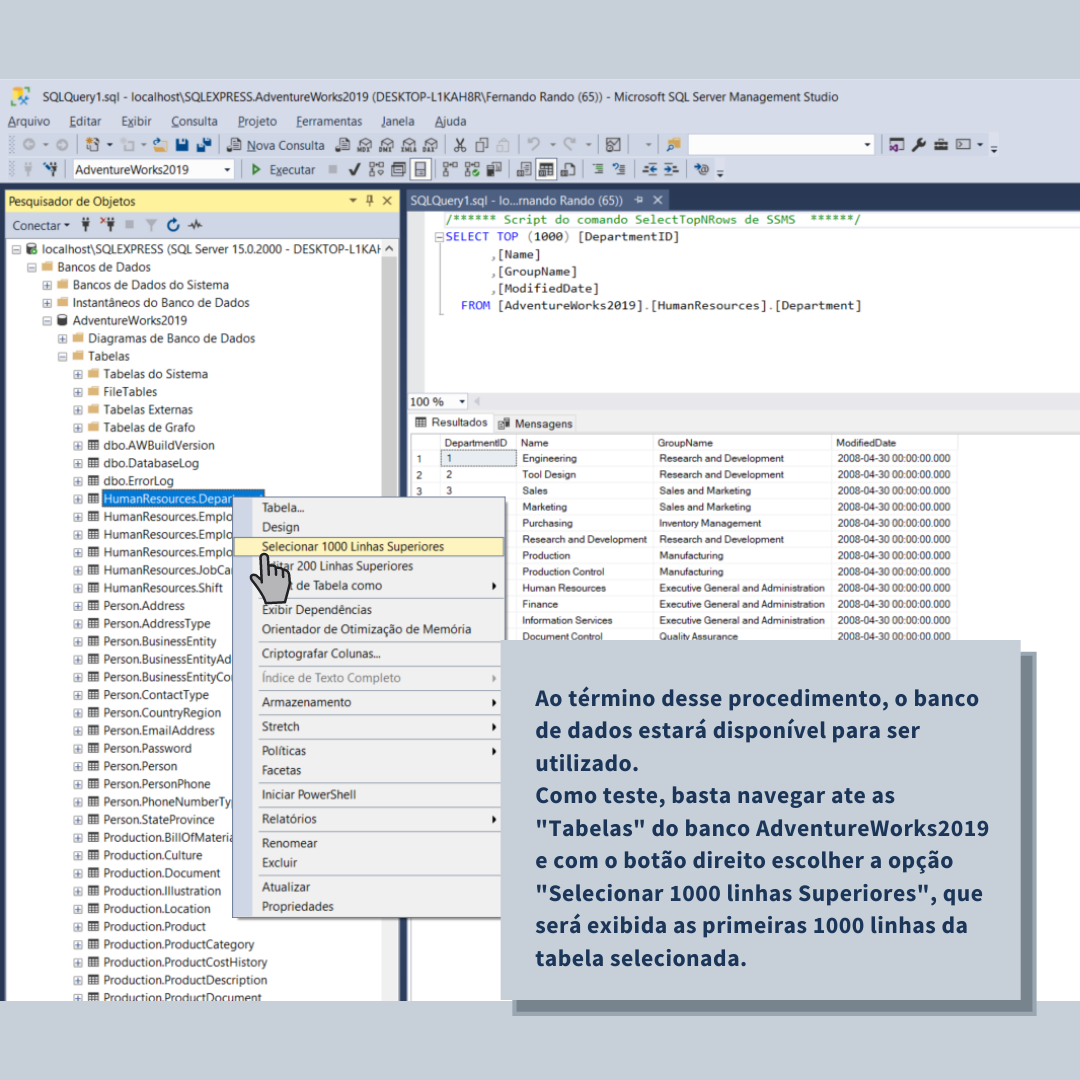 SQLQuery1.sql - localhost\SQLEXPRESS.AdventureWorks2019 (DESKTOP-L1KAH8R\Fernando Rando (65)) - Microsoft SQL Server Management Studio
Arquivo Editar Exibir Consulta Projeto Ferramentas Janela Ajuda
Nova Consulta
AdventureWorks2019 Executar
Pesquisador de Objetos
Conectar
localhost\SQLEXPRESS (SQL Server 15.0.2000 - DESKTOP-L1KAH
Bancos de Dados
Bancos de Dados do Sistema
Instantâneos do Banco de Dados
AdventureWorks2019
Diagramas de Banco de Dados
Tabelas
Tabelas do Sistema
FileTables
Tabelas Externas
Tabelas de Grafo
dbo.AWBuildVersion
dbo.DatabaseLog
dbo.ErrorLog
HumanResources.Depar
HumanResources.Emplo
HumanResources.Emplo
HumanResources.Emplo
HumanResources.JobCa
HumanResources.Shift
Person.Address
Person.AddressType
Person.BusinessEntity
Person.BusinessEntityAd
Person.BusinessEntityCo
Person.ContactType
Person.CountryRegion
Person.EmailAddress
Person.Password
Person.Person
Person.PersonPhone
Person.PhoneNumberTy
Person.StateProvince
Production.BillOfMateria
Production.Culture
Production.Document
Production.Illustration
Production.Location
Production.Product
Production.ProductCategory
Production.ProductCostHistory
Production.ProductDescription
Production.ProductDocument
Tabela...
Design
Selecionar 1000 Linhas Superiores
itar 200 Linhas Superiores
de Tabela como
Exibir Dependências
Orientador de Otimização de Memória
Criptografar Colunas...
Índice de Texto Completo
Armazenamento
Stretch
Políticas
Facetas
Iniciar PowerShell
Relatórios
Renomear
Excluir
Atualizar
Propriedades
SQLQuery1.sql - lo...rnando Rando (65))
/****** Script do comando SelectTopNRows de SSMS ******/
SELECT TOP (1000) [DepartmentID]
,[Name]
,[GroupName]
,[ModifiedDate]
FROM [AdventureWorks2019].[HumanResources].[Department]
100 %
Resultados Mensagens
DepartmentID Name GroupName ModifiedDate
1 1 Engineering Research and Development 2008-04-30 00:00:00.000
2 2 Tool Design Research and Development 2008-04-30 00:00:00.000
3 3 Sales Sales and Marketing 2008-04-30 00:00:00.000
Marketing Sales and Marketing 2008-04-30 00:00:00.000
Purchasing Inventory Management 2008-04-30 00:00:00.000
Research and Development Research and Development 2008-04-30 00:00:00.000
Production Manufacturing 2008-04-30 00:00:00.000
Production Control Manufacturing 2008-04-30 00:00:00.000
Human Resources Executive General and Administration 2008-04-30 00:00:00.000
Finance Executive General and Administration 2008-04-30 00:00:00.000
Information Services Executive General and Administration 2008-04-30 00:00:00.000
Document Control Quality Assurance 2008-04-30 00:00:00.000
Ao término desse procedimento, o banco
de dados estará disponível para ser
utilizado.
Como teste, basta navegar ate as
"Tabelas" do banco AdventureWorks2019
e com o botão direito escolher a opção
"Selecionar 1000 linhas Superiores", que
será exibida as primeiras 1000 linhas da
tabela selecionada.